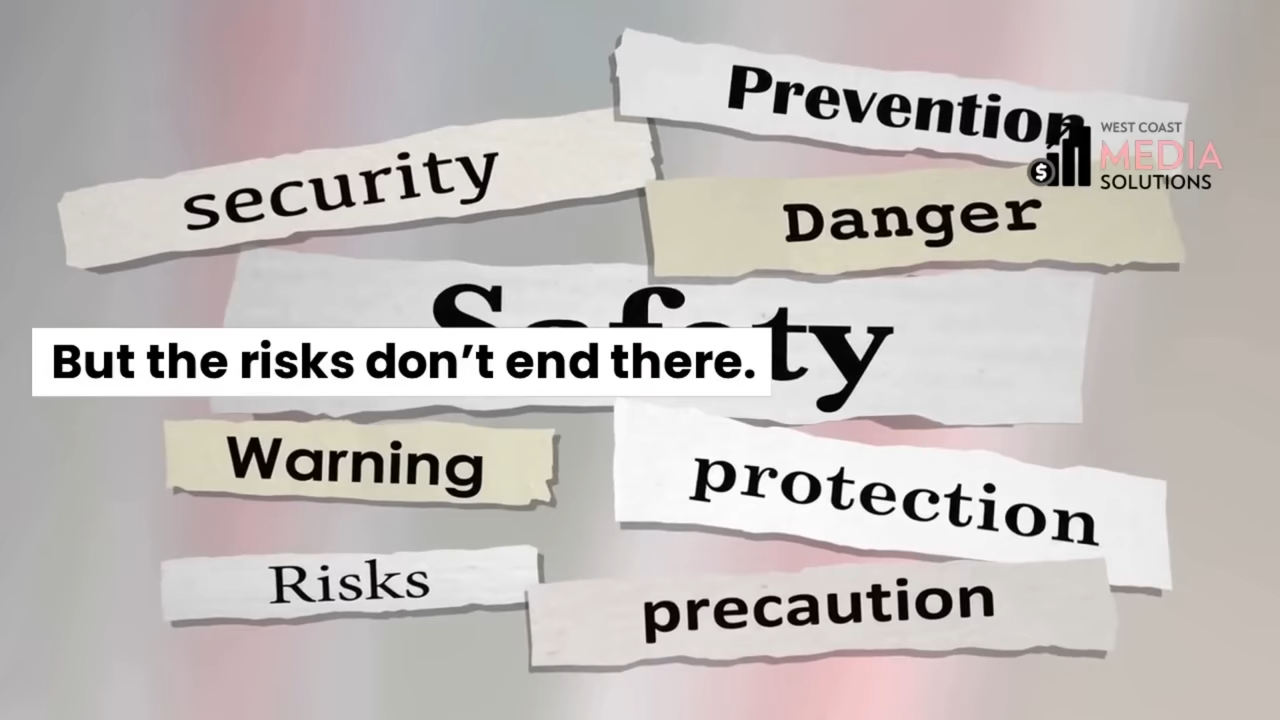 Prevention
WEST COAST
MEDIA
SOLUTIONS
$
security
Danger
Safety
But the risks don’t end there.
Warning
protection
Risks
precaution